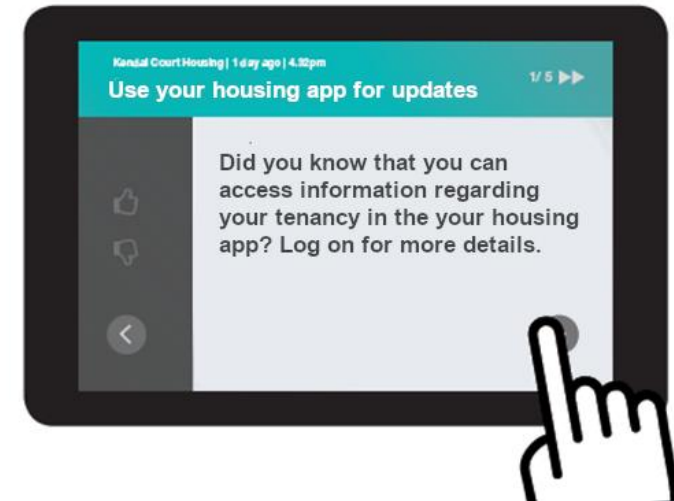 Kendal Court Housing | 1 day ago | 4.32pm
Use your housing app for updates
1/ 5
Did you know that you can
access information regarding
your tenancy in the your housing
app? Log on for more details.